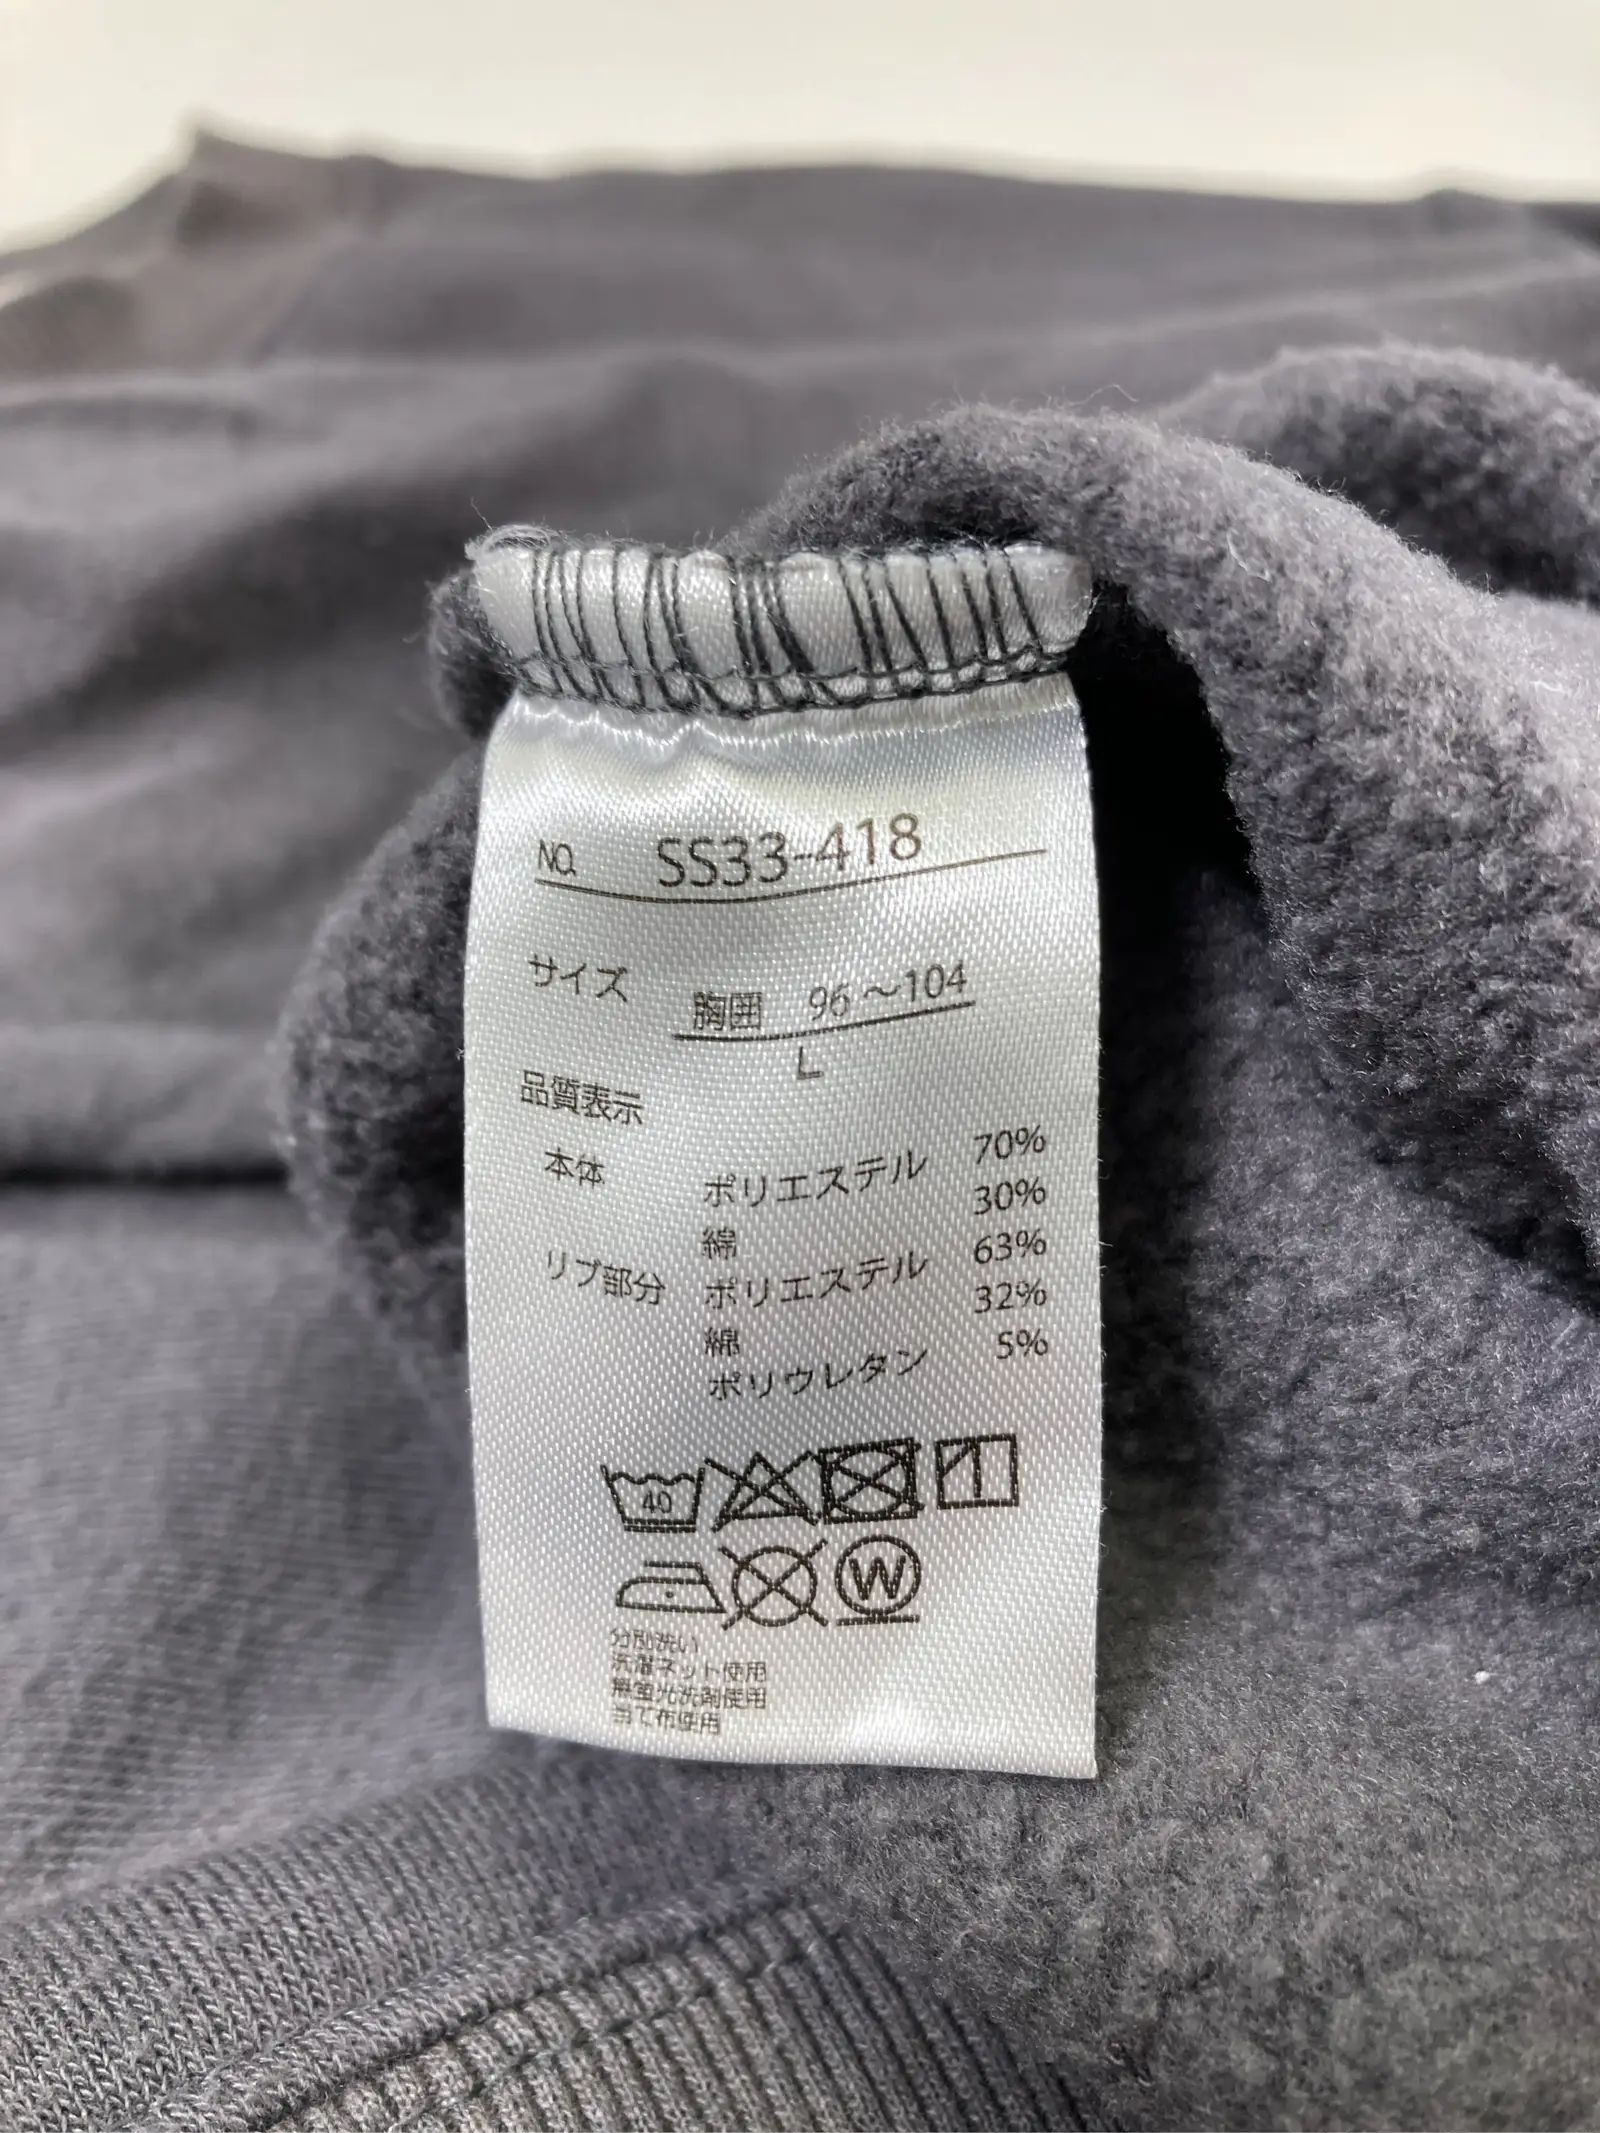 NO. SS33-418
サイズ 胸囲 96～104
L
品質表示
本体 ポリエステル 70%
綿 30%
リブ部分 ポリエステル 63%
綿 32%
ポリウレタン 5%
40
W
分別洗い
洗濯ネット使用
無蛍光洗剤使用
当て布使用